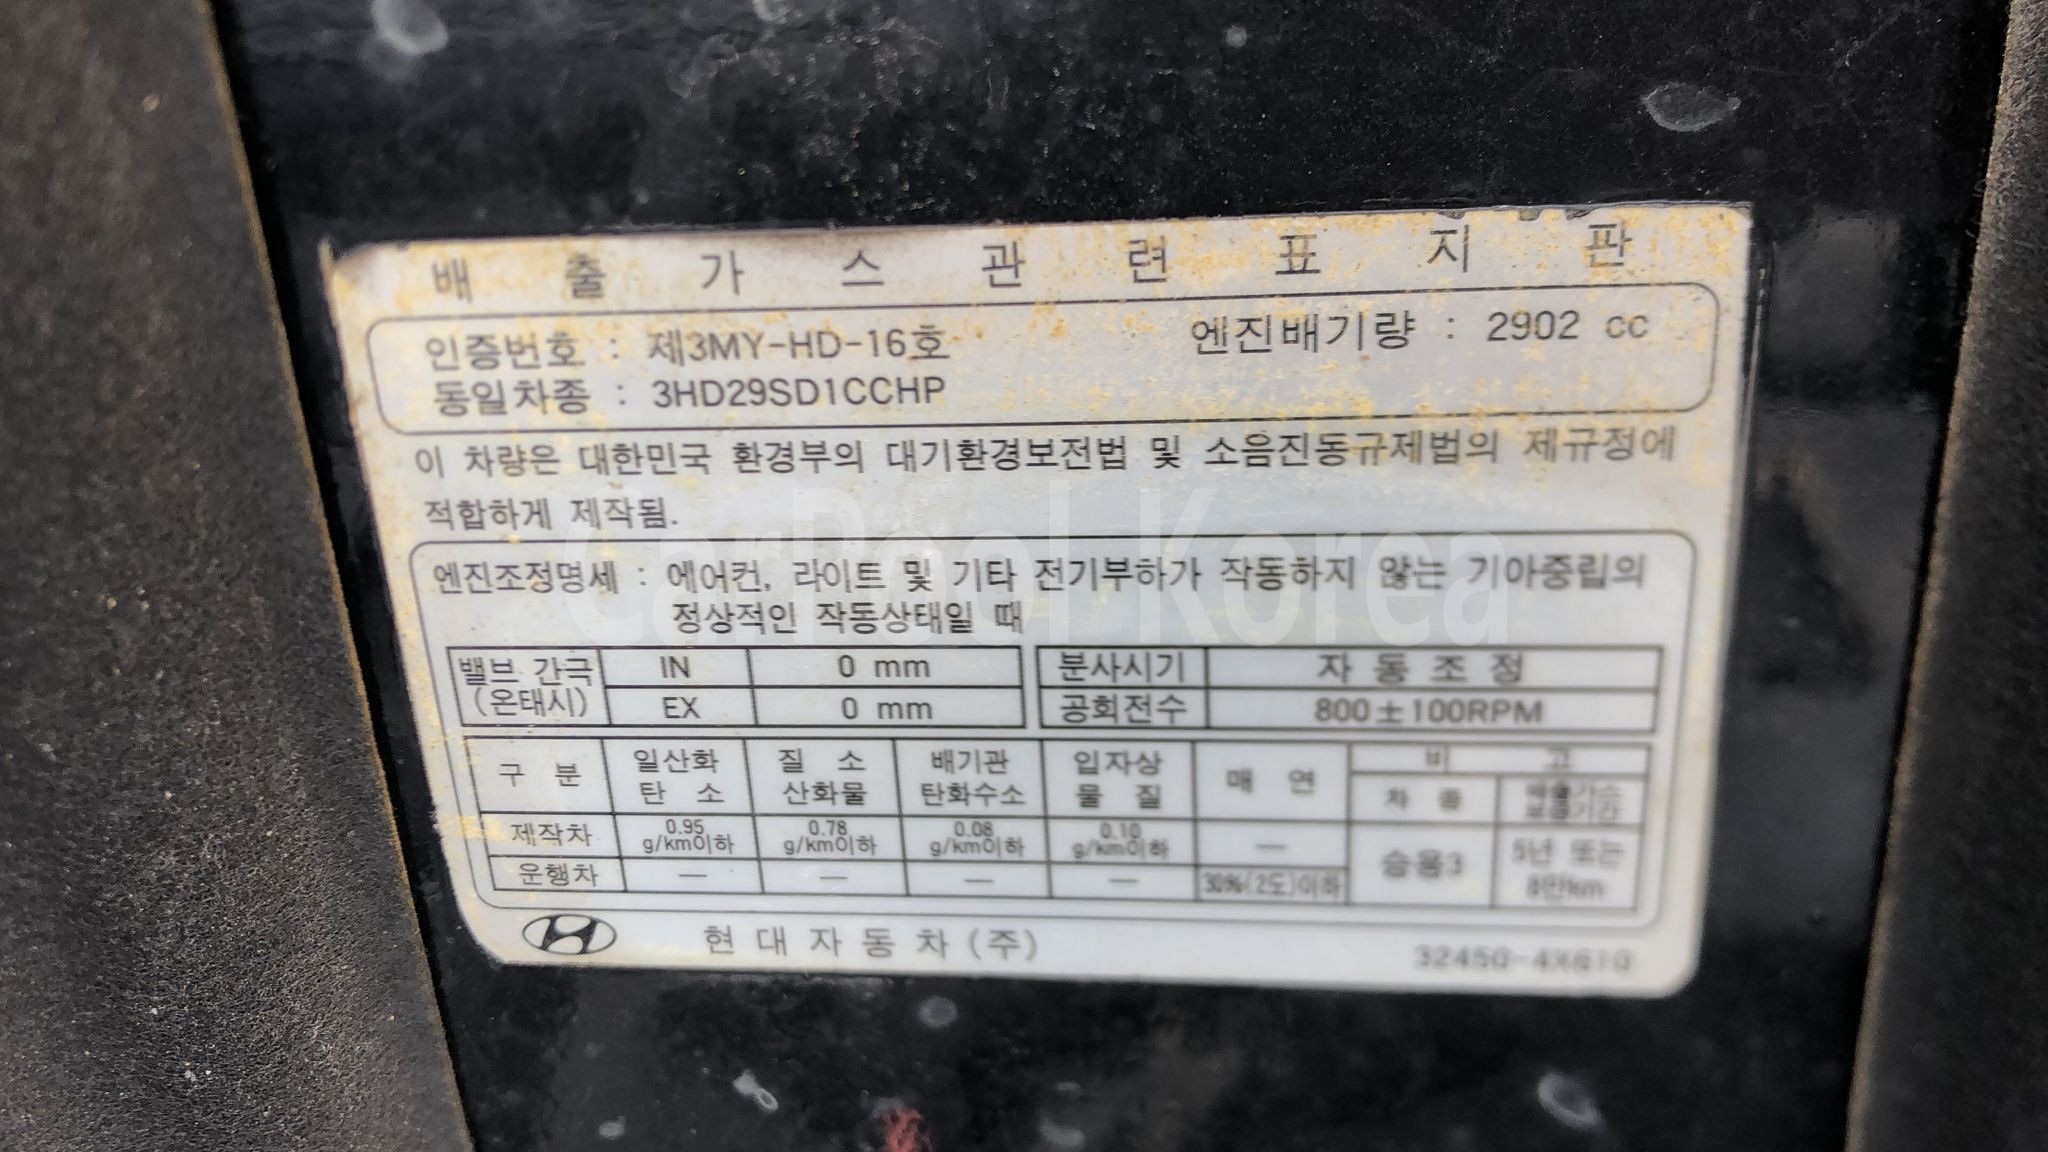 배 출 가 스 관 련 표 지 판
인증번호 : 제3MY-HD-16호 엔진배기량 : 2902 cc
동일차종 : 3HD29SD1CCHP
이 차량은 대한민국 환경부의 대기환경보전법 및 소음진동규제법의 제규정에
적합하게 제작됨.
CarPool Korea
엔진조정명세 : 에어컨, 라이트 및 기타 전기부하가 작동하지 않는 기아중립의
정상적인 작동상태일 때
밸브 간극 IN 0 mm 분사시기 자 동 조 정
(온태시) EX 0 mm 공회전수 800±100RPM
구 분 일산화 탄 소 질 소 산화물 배기관 탄화수소 입자상 물 질 매 연 비 고
차 종 배출가스 보증기간
제작차 0.95 g/km이하 0.78 g/km이하 0.08 g/km이하 0.10 g/km이하 — 승용3 5년 또는
운행차 — — — — 30%(2도)이하 8만km
현대자동차(주) 32450-4X610